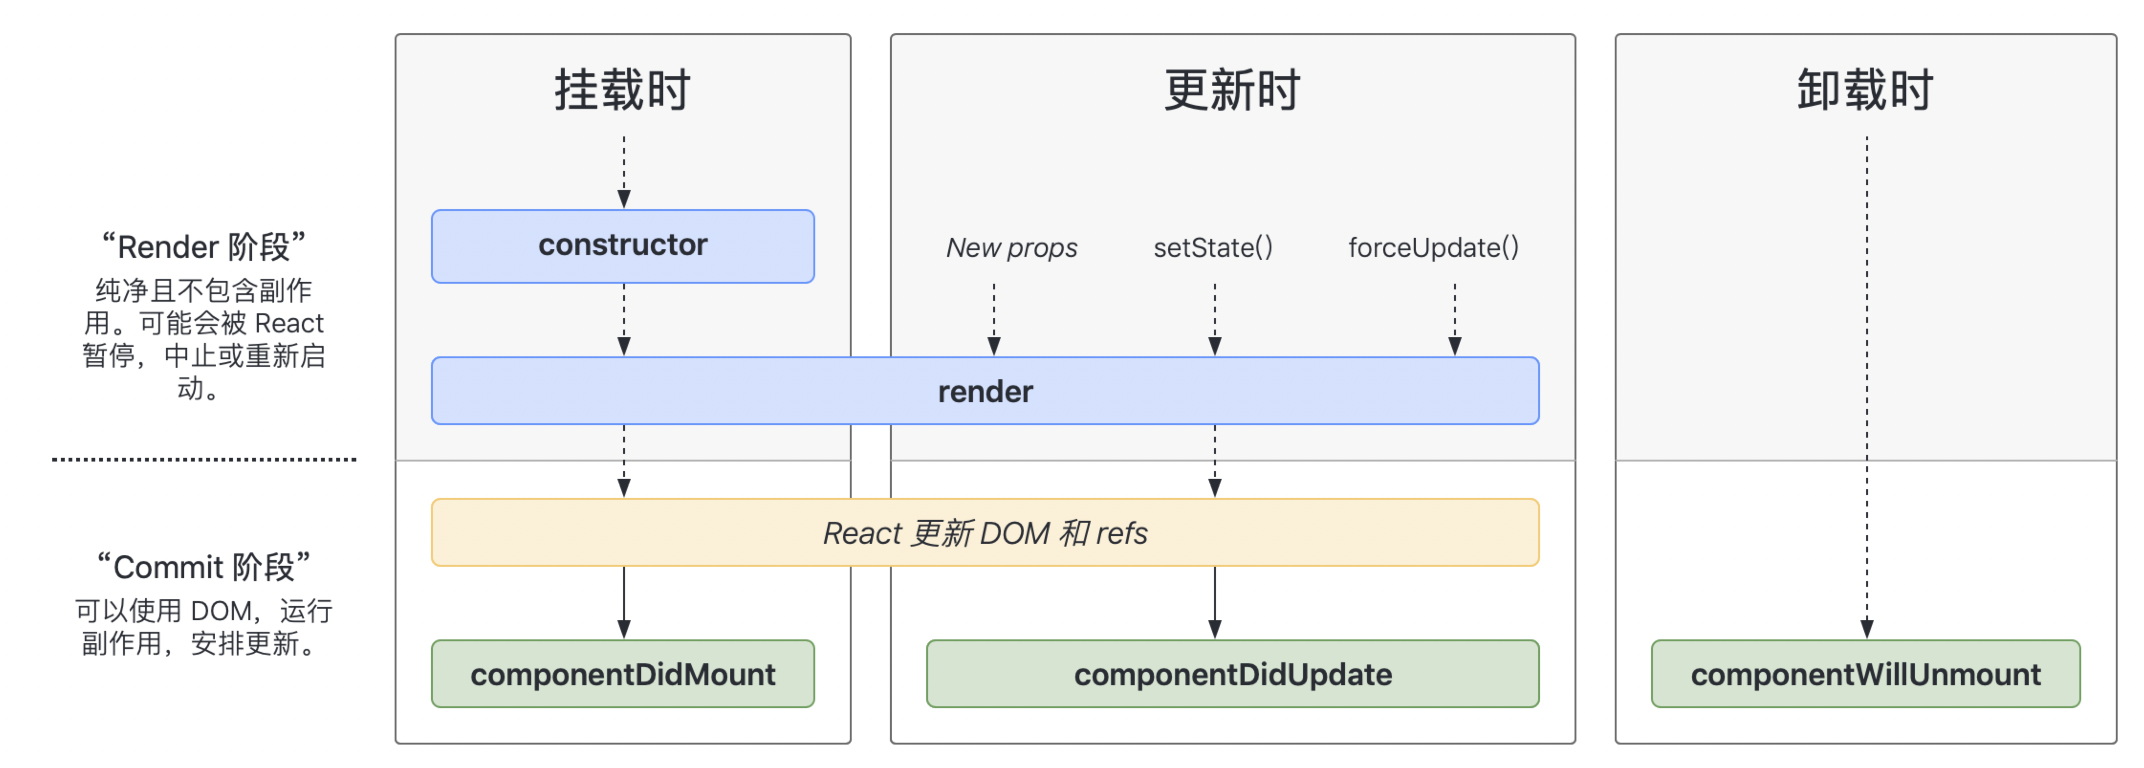 挂载时
更新时
卸载时
“Render 阶段”
纯净且不包含副作
用。可能会被 React
暂停，中止或重新启
动。
constructor
New props
setState()
forceUpdate()
render
“Commit 阶段”
可以使用 DOM，运行
副作用，安排更新。
React 更新 DOM 和 refs
componentDidMount
componentDidUpdate
componentWillUnmount